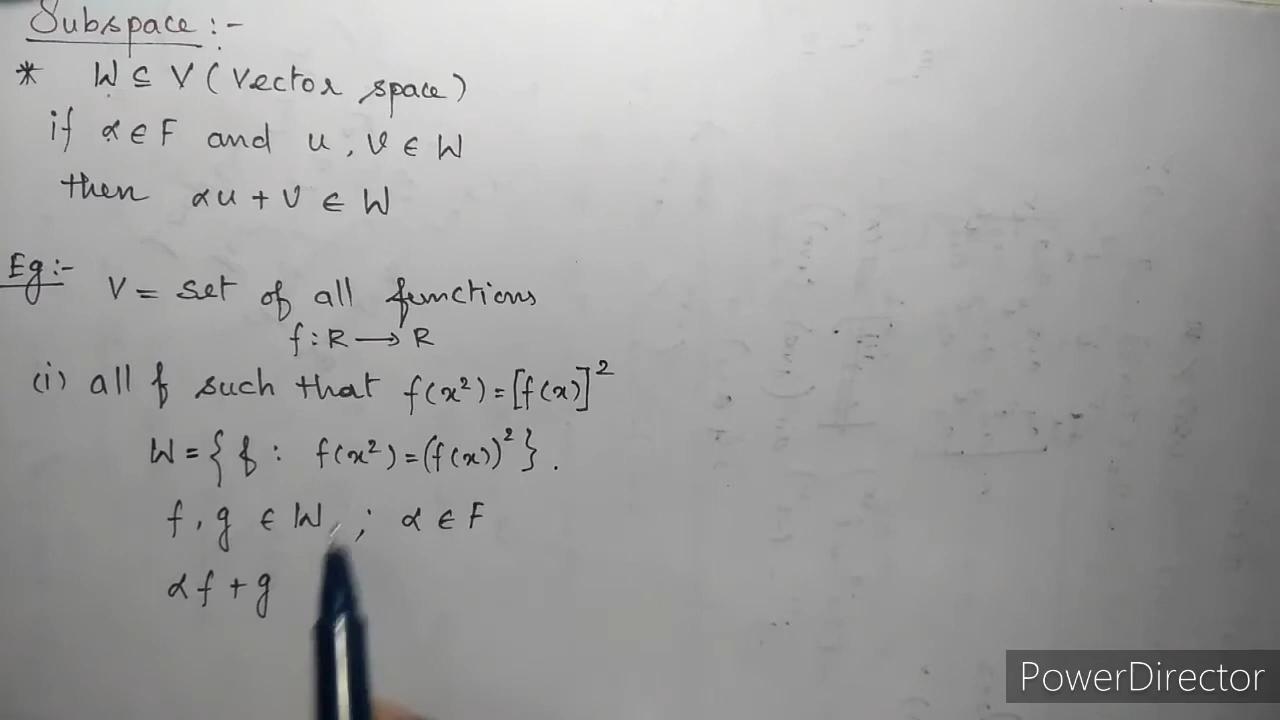 Subspace :-
* W ⊆ V (Vector space)
if α ∈ F and u, v ∈ W
then αu + v ∈ W
Eg :- V = set of all functions
f : R → R
(i) all f such that f(x²) = [f(x)]²
W = { f : f(x²) = (f(x))² } .
f, g ∈ W ; α ∈ F
αf + g
PowerDirector